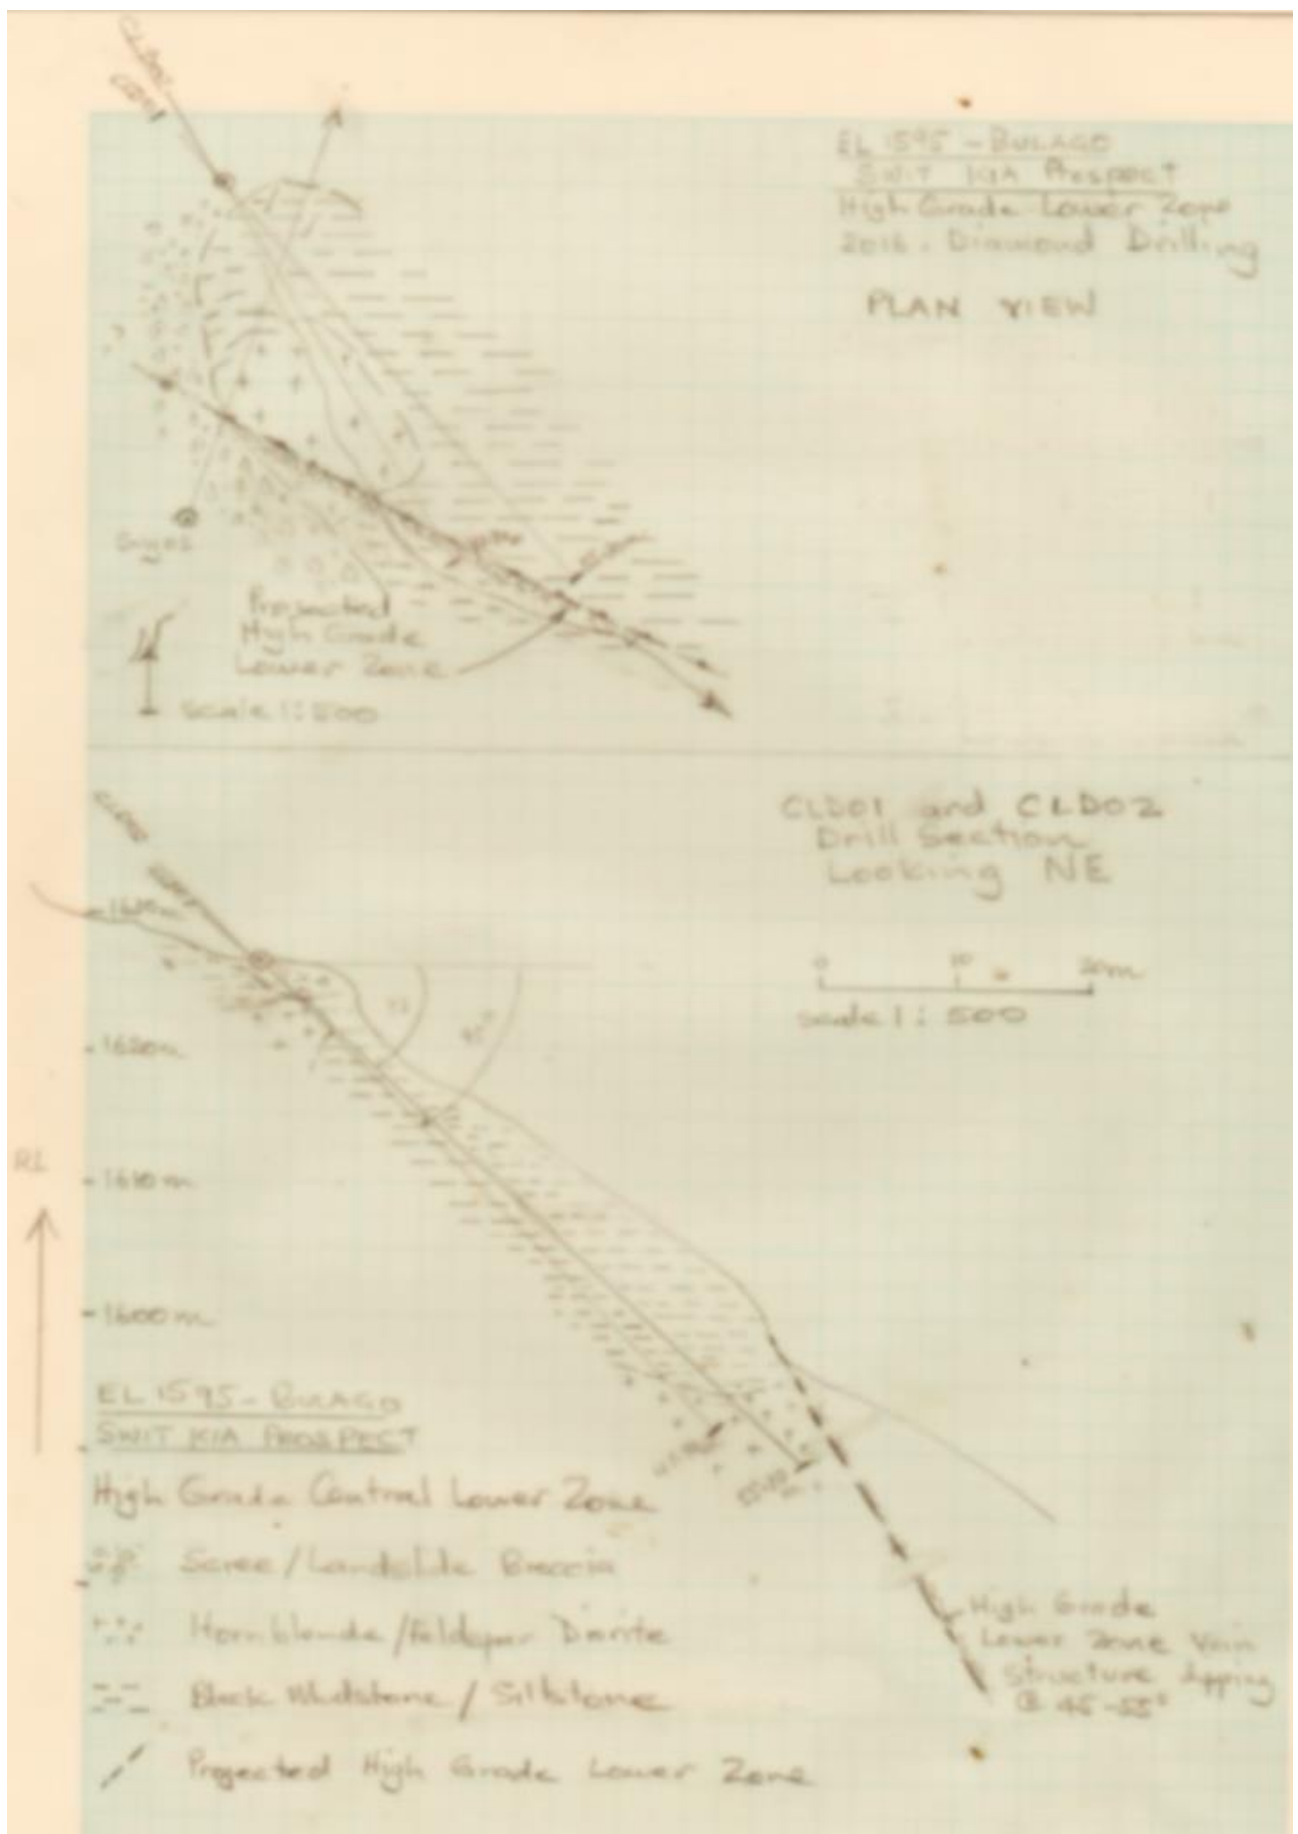 CLD02
CLD01
EL 1595 - BULAGO
SWIT KIA Prospect
High Grade Lower Zone
2016. Diamond Drilling
PLAN VIEW
Projected
High Grade
Lower Zone
N
scale 1:500
CLD01 and CLD02
Drill Section
Looking NE
CLD02
0 10 20m
scale 1:500
1620m
RL
1610m
1600m
EL 1595 - BULAGO
SWIT KIA PROSPECT
High Grade Central Lower Zone
Scree/Landslide Breccia
Hornblende/Feldspar Diorite
Black Mudstone / Siltstone
Projected High Grade Lower Zone
High Grade
Lower Zone Vein
Structure dipping
@ 45-55°